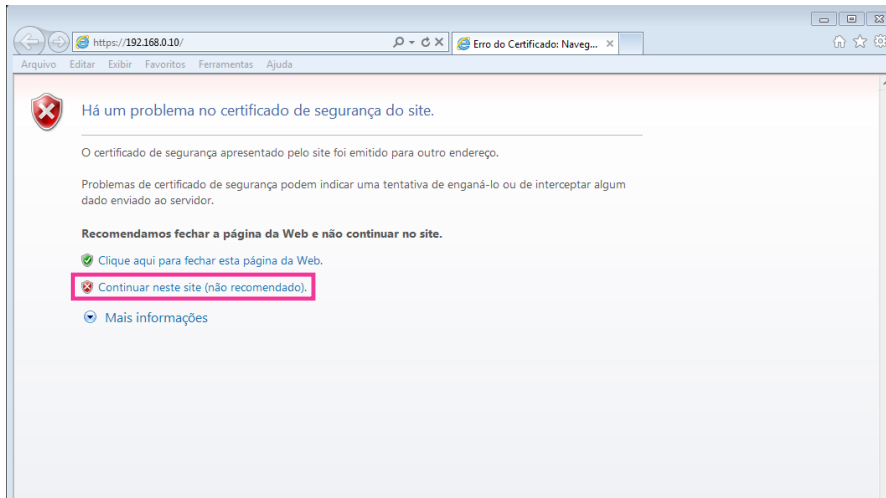 https://192.168.0.10/
Erro do Certificado: Naveg...
Arquivo Editar Exibir Favoritos Ferramentas Ajuda
Há um problema no certificado de segurança do site.
O certificado de segurança apresentado pelo site foi emitido para outro endereço.
Problemas de certificado de segurança podem indicar uma tentativa de enganá-lo ou de interceptar algum
dado enviado ao servidor.
Recomendamos fechar a página da Web e não continuar no site.
Clique aqui para fechar esta página da Web.
Continuar neste site (não recomendado).
Mais informações